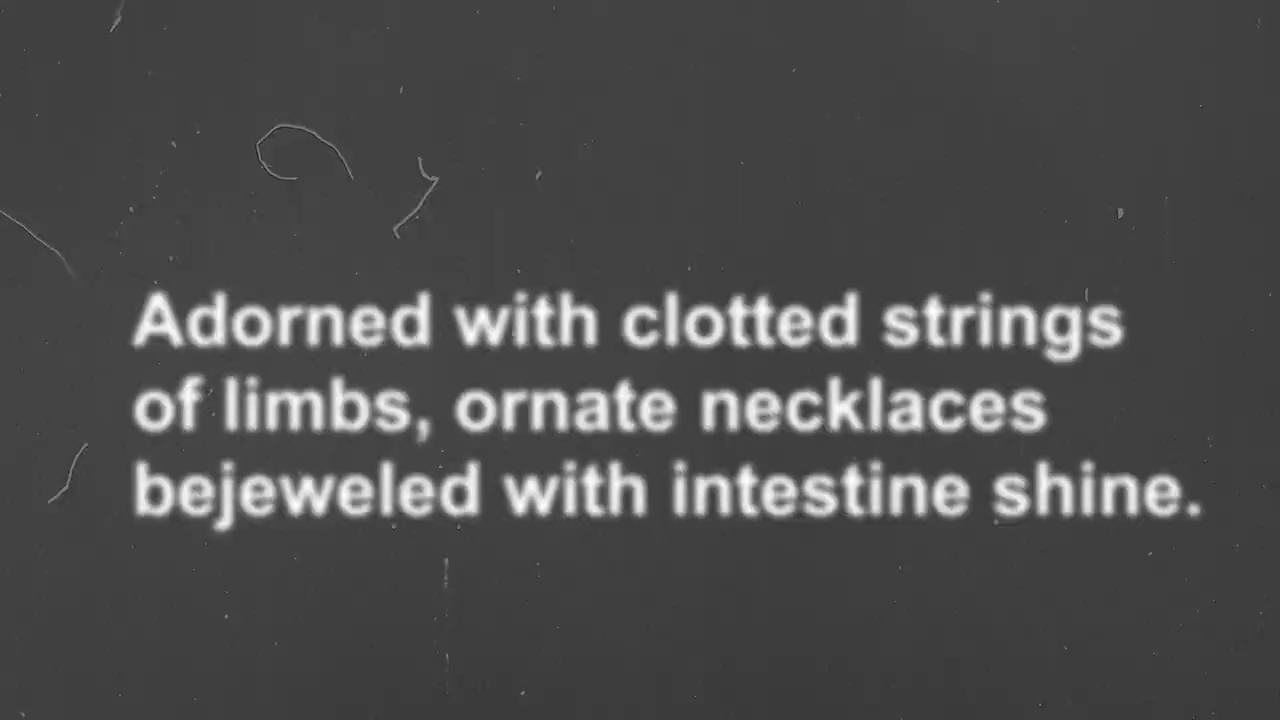 Adorned with clotted strings
of limbs, ornate necklaces
bejeweled with intestine shine.